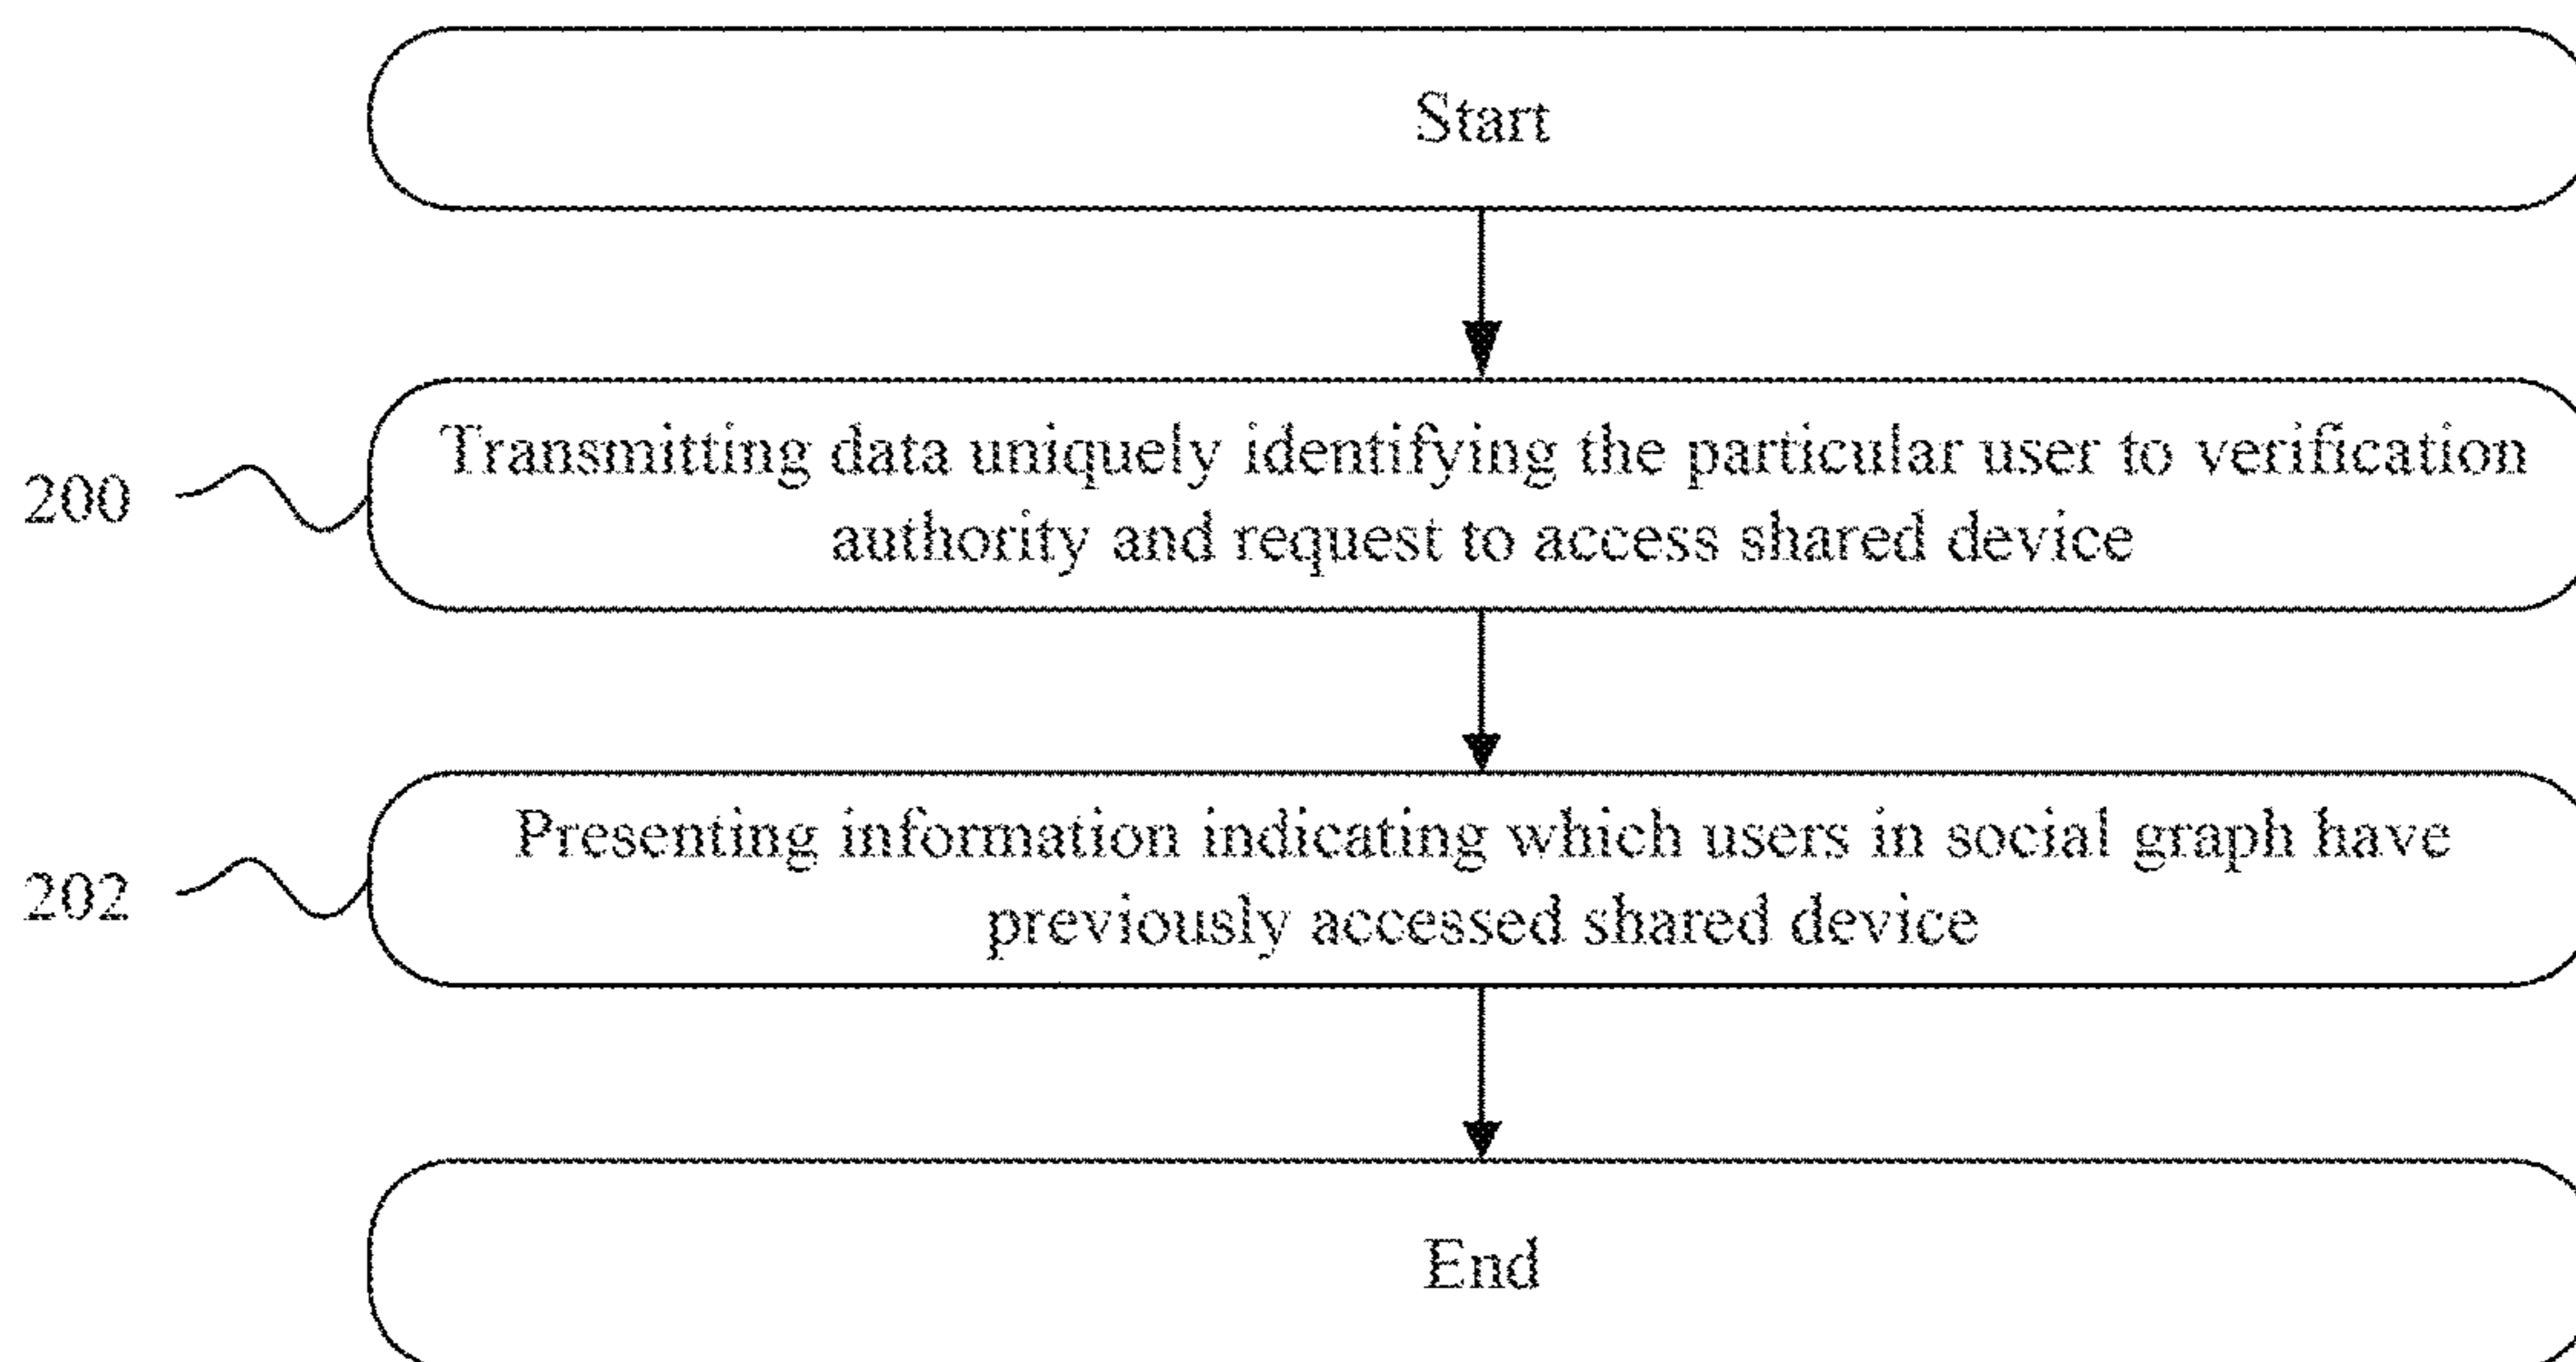 Start
200
Transmitting data uniquely identifying the particular user to verification
authority and request to access shared device
202
Presenting information indicating which users in social graph have
previously accessed shared device
End